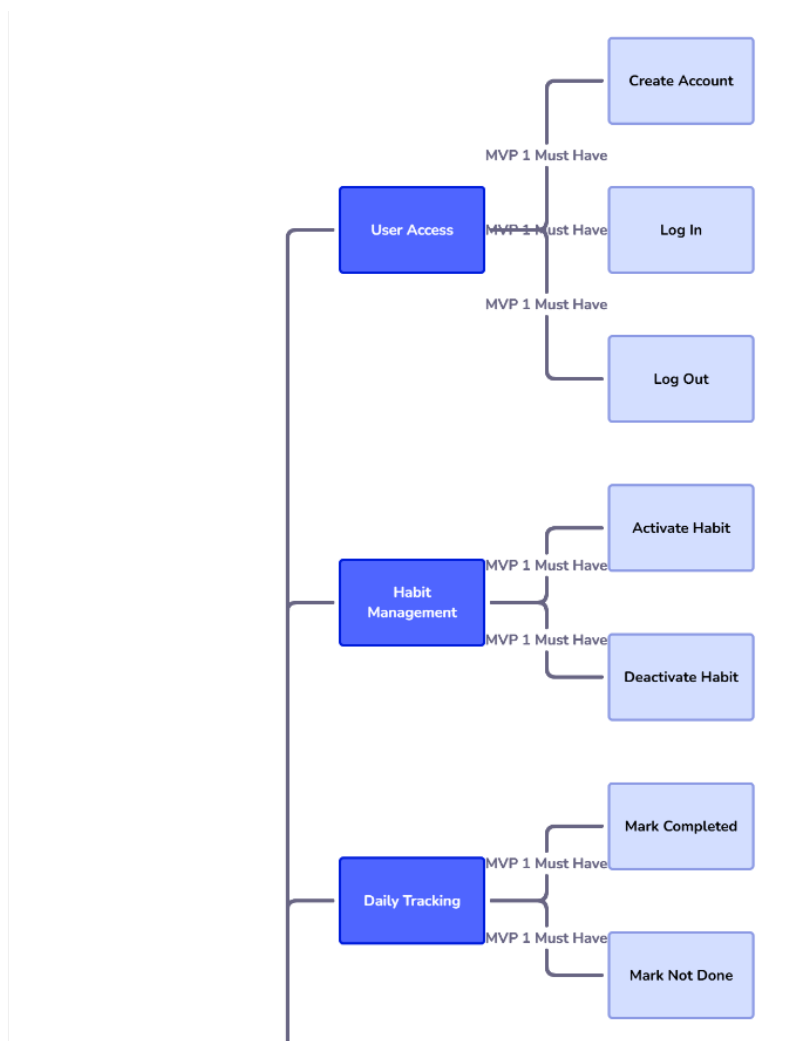 Create Account
MVP 1 Must Have
User Access
MVP 1 Must Have
Log In
MVP 1 Must Have
Log Out
Activate Habit
MVP 1 Must Have
Habit
Management
MVP 1 Must Have
Deactivate Habit
Mark Completed
MVP 1 Must Have
Daily Tracking
MVP 1 Must Have
Mark Not Done